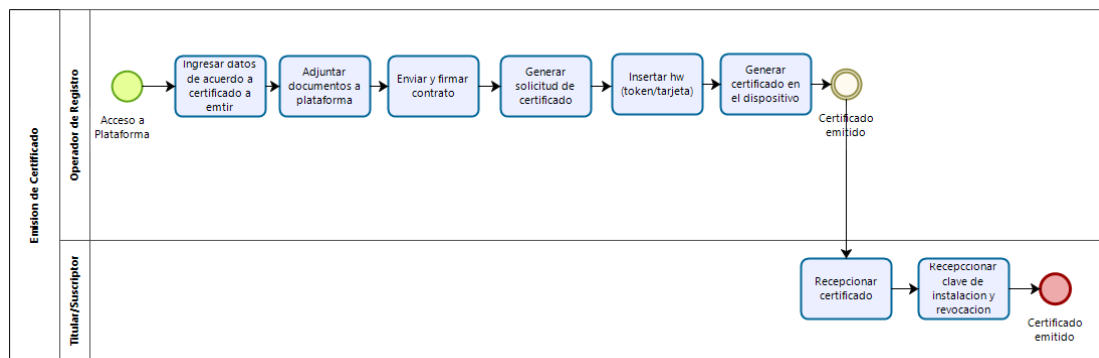 Emision de Certificado
Operador de Registro
Acceso a
Plataforma
Ingresar datos
de acuerdo a
certificado a
emtir
Adjuntar
documentos a
plataforma
Enviar y firmar
contrato
Generar
solicitud de
certificado
Insertar hw
(token/tarjeta)
Generar
certificado en
el dispositivo
Certificado
emitido
Titular/Suscriptor
Recepcionar
certificado
Recepccionar
clave de
instalacion y
revocacion
Certificado
emitido